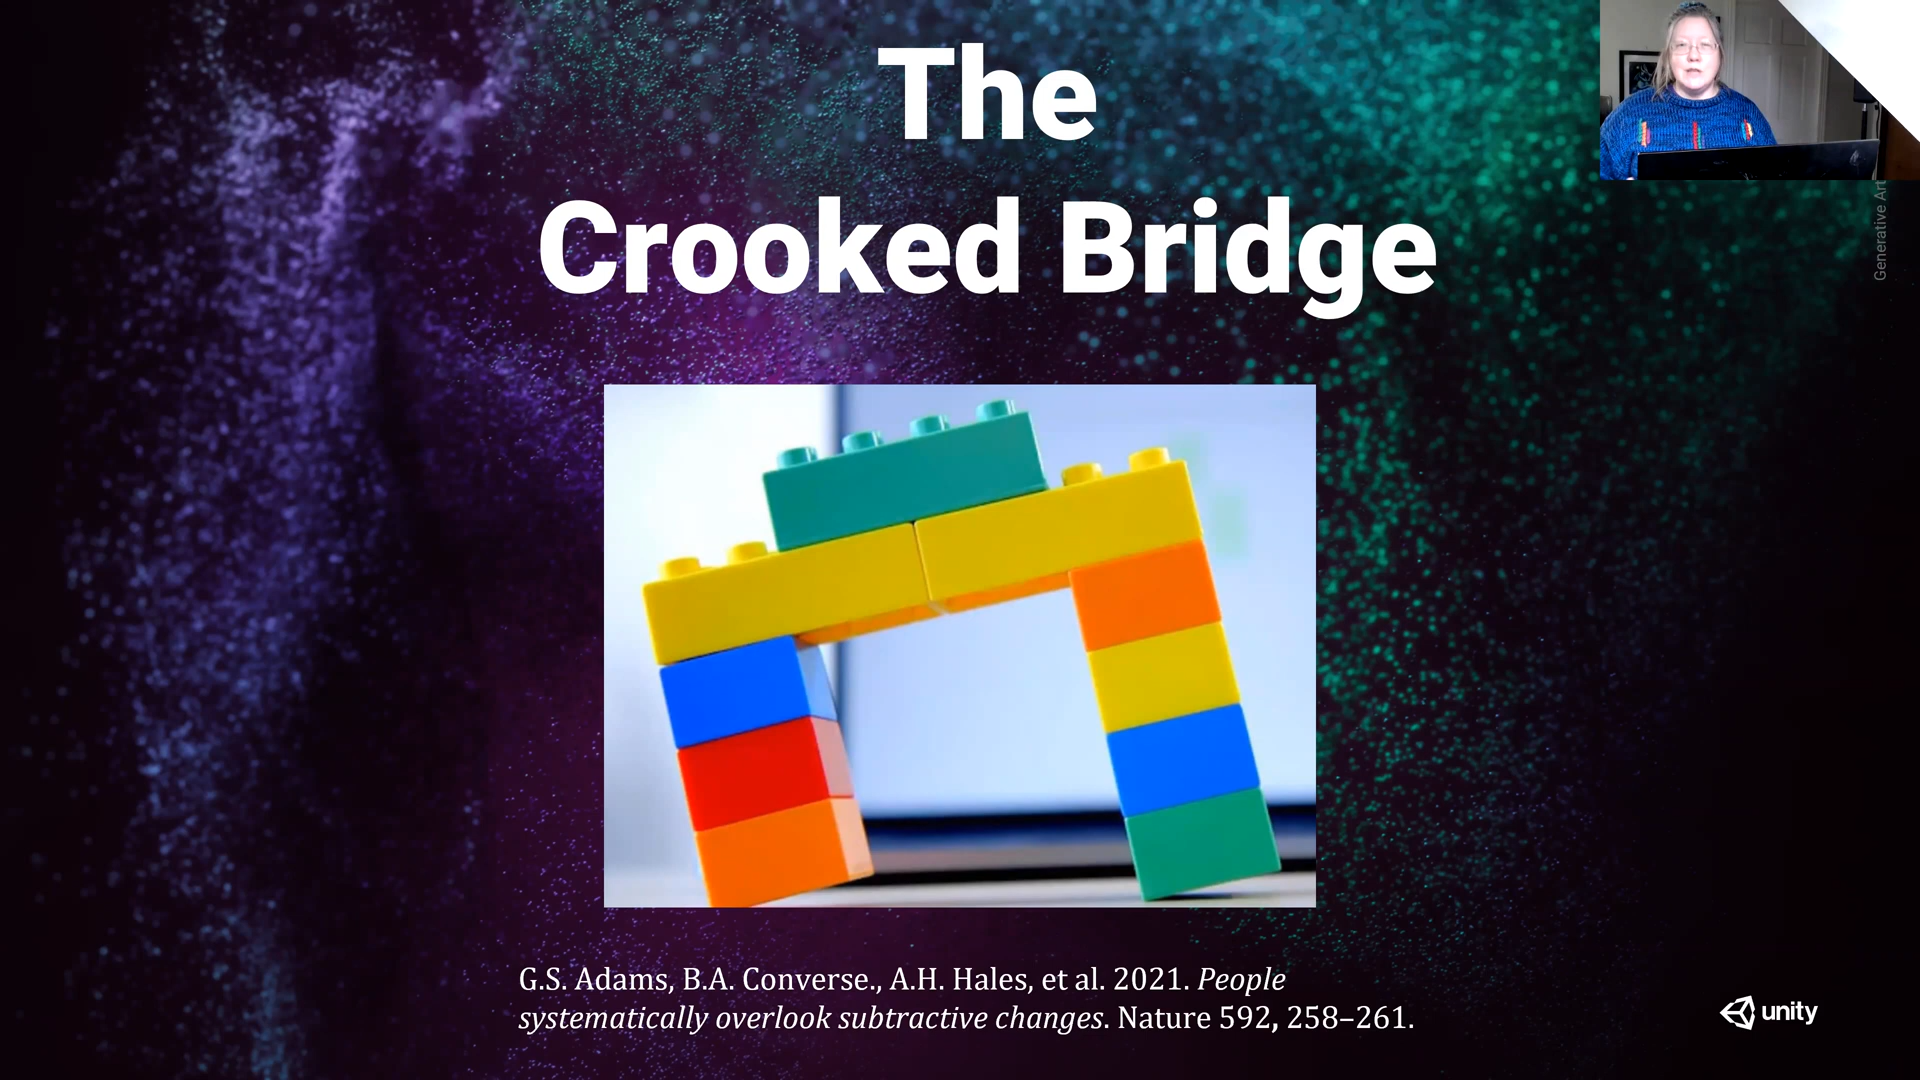 The
Crooked Bridge
Generative Art
G.S. Adams, B.A. Converse., A.H. Hales, et al. 2021. People
systematically overlook subtractive changes. Nature 592, 258–261.
unity